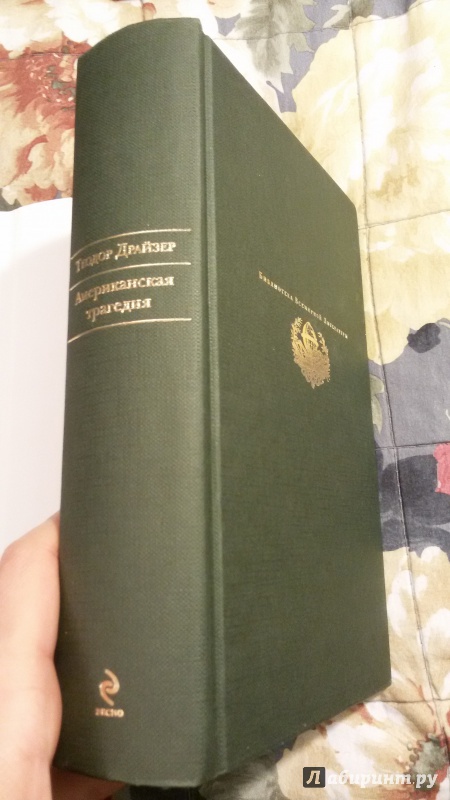 Теодор Драйзер
Американская
трагедия
Библиотека Всемирной Литературы
ЭКСМО
Лабиринт.ру